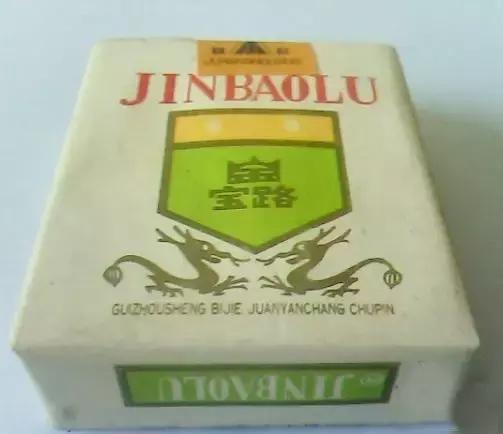 JINBAOLU
宝路
GUIZHOUSHENG BIJIE JUANYANCHANG CHUPIN
JINBAOLU